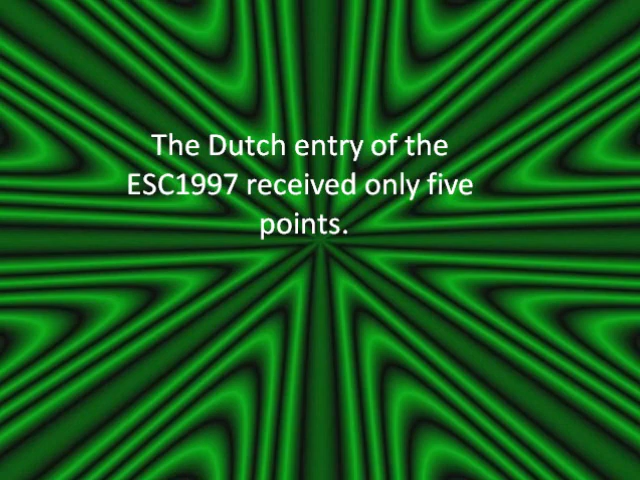 The Dutch entry of the
ESC1997 received only five
points.